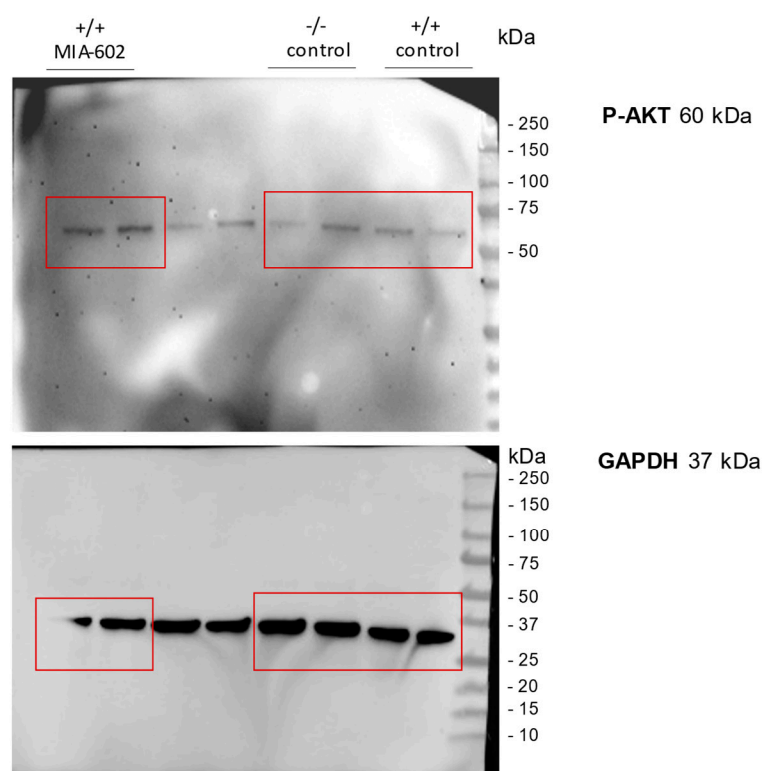 +/+
MIA-602
-/-
control
+/+
control
kDa
- 250
- 150
- 100
- 75
- 50
P-AKT 60 kDa
kDa
- 250
- 150
- 100
- 75
- 50
- 37
- 25
- 20
- 15
- 10
GAPDH 37 kDa